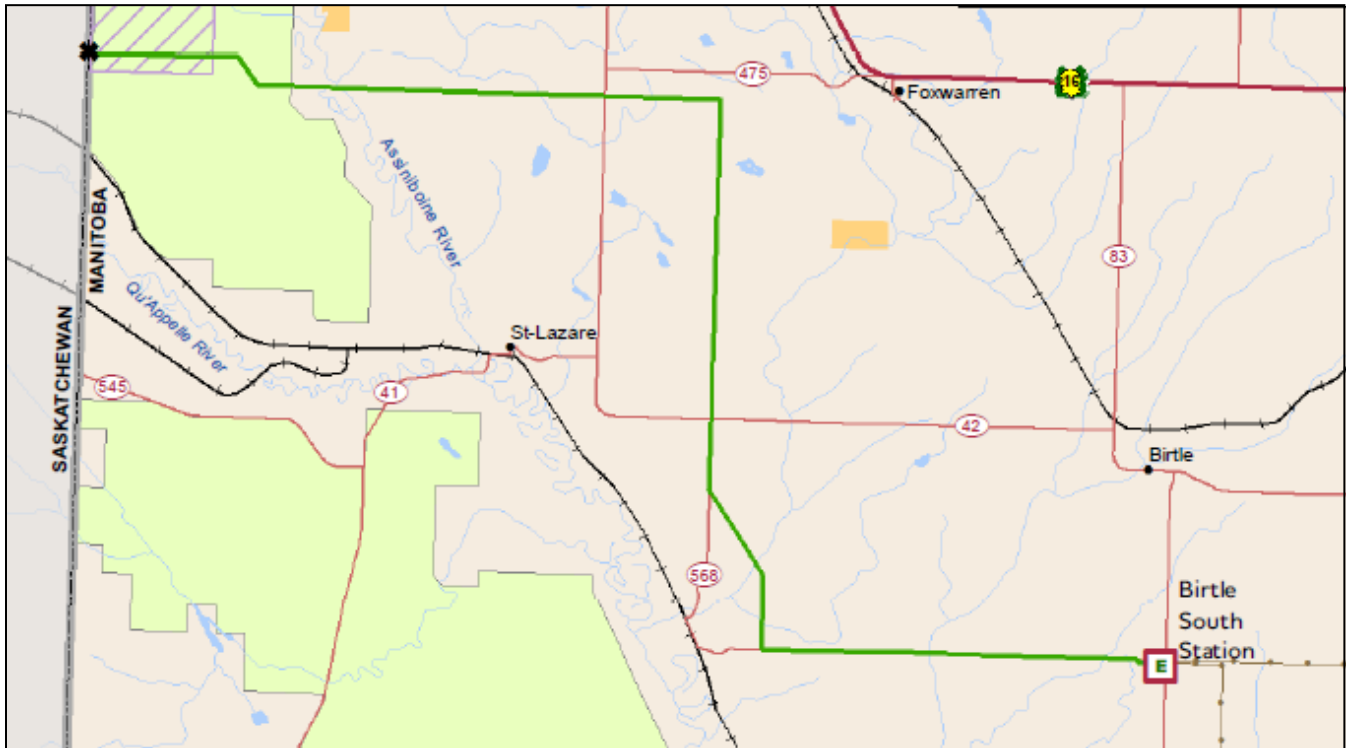 16
475
Foxwarren
Assiniboine River
MANITOBA
SASKATCHEWAN
83
Qu'Appelle River
St-Lazare
545
41
42
Birtle
568
Birtle
South
Station
E